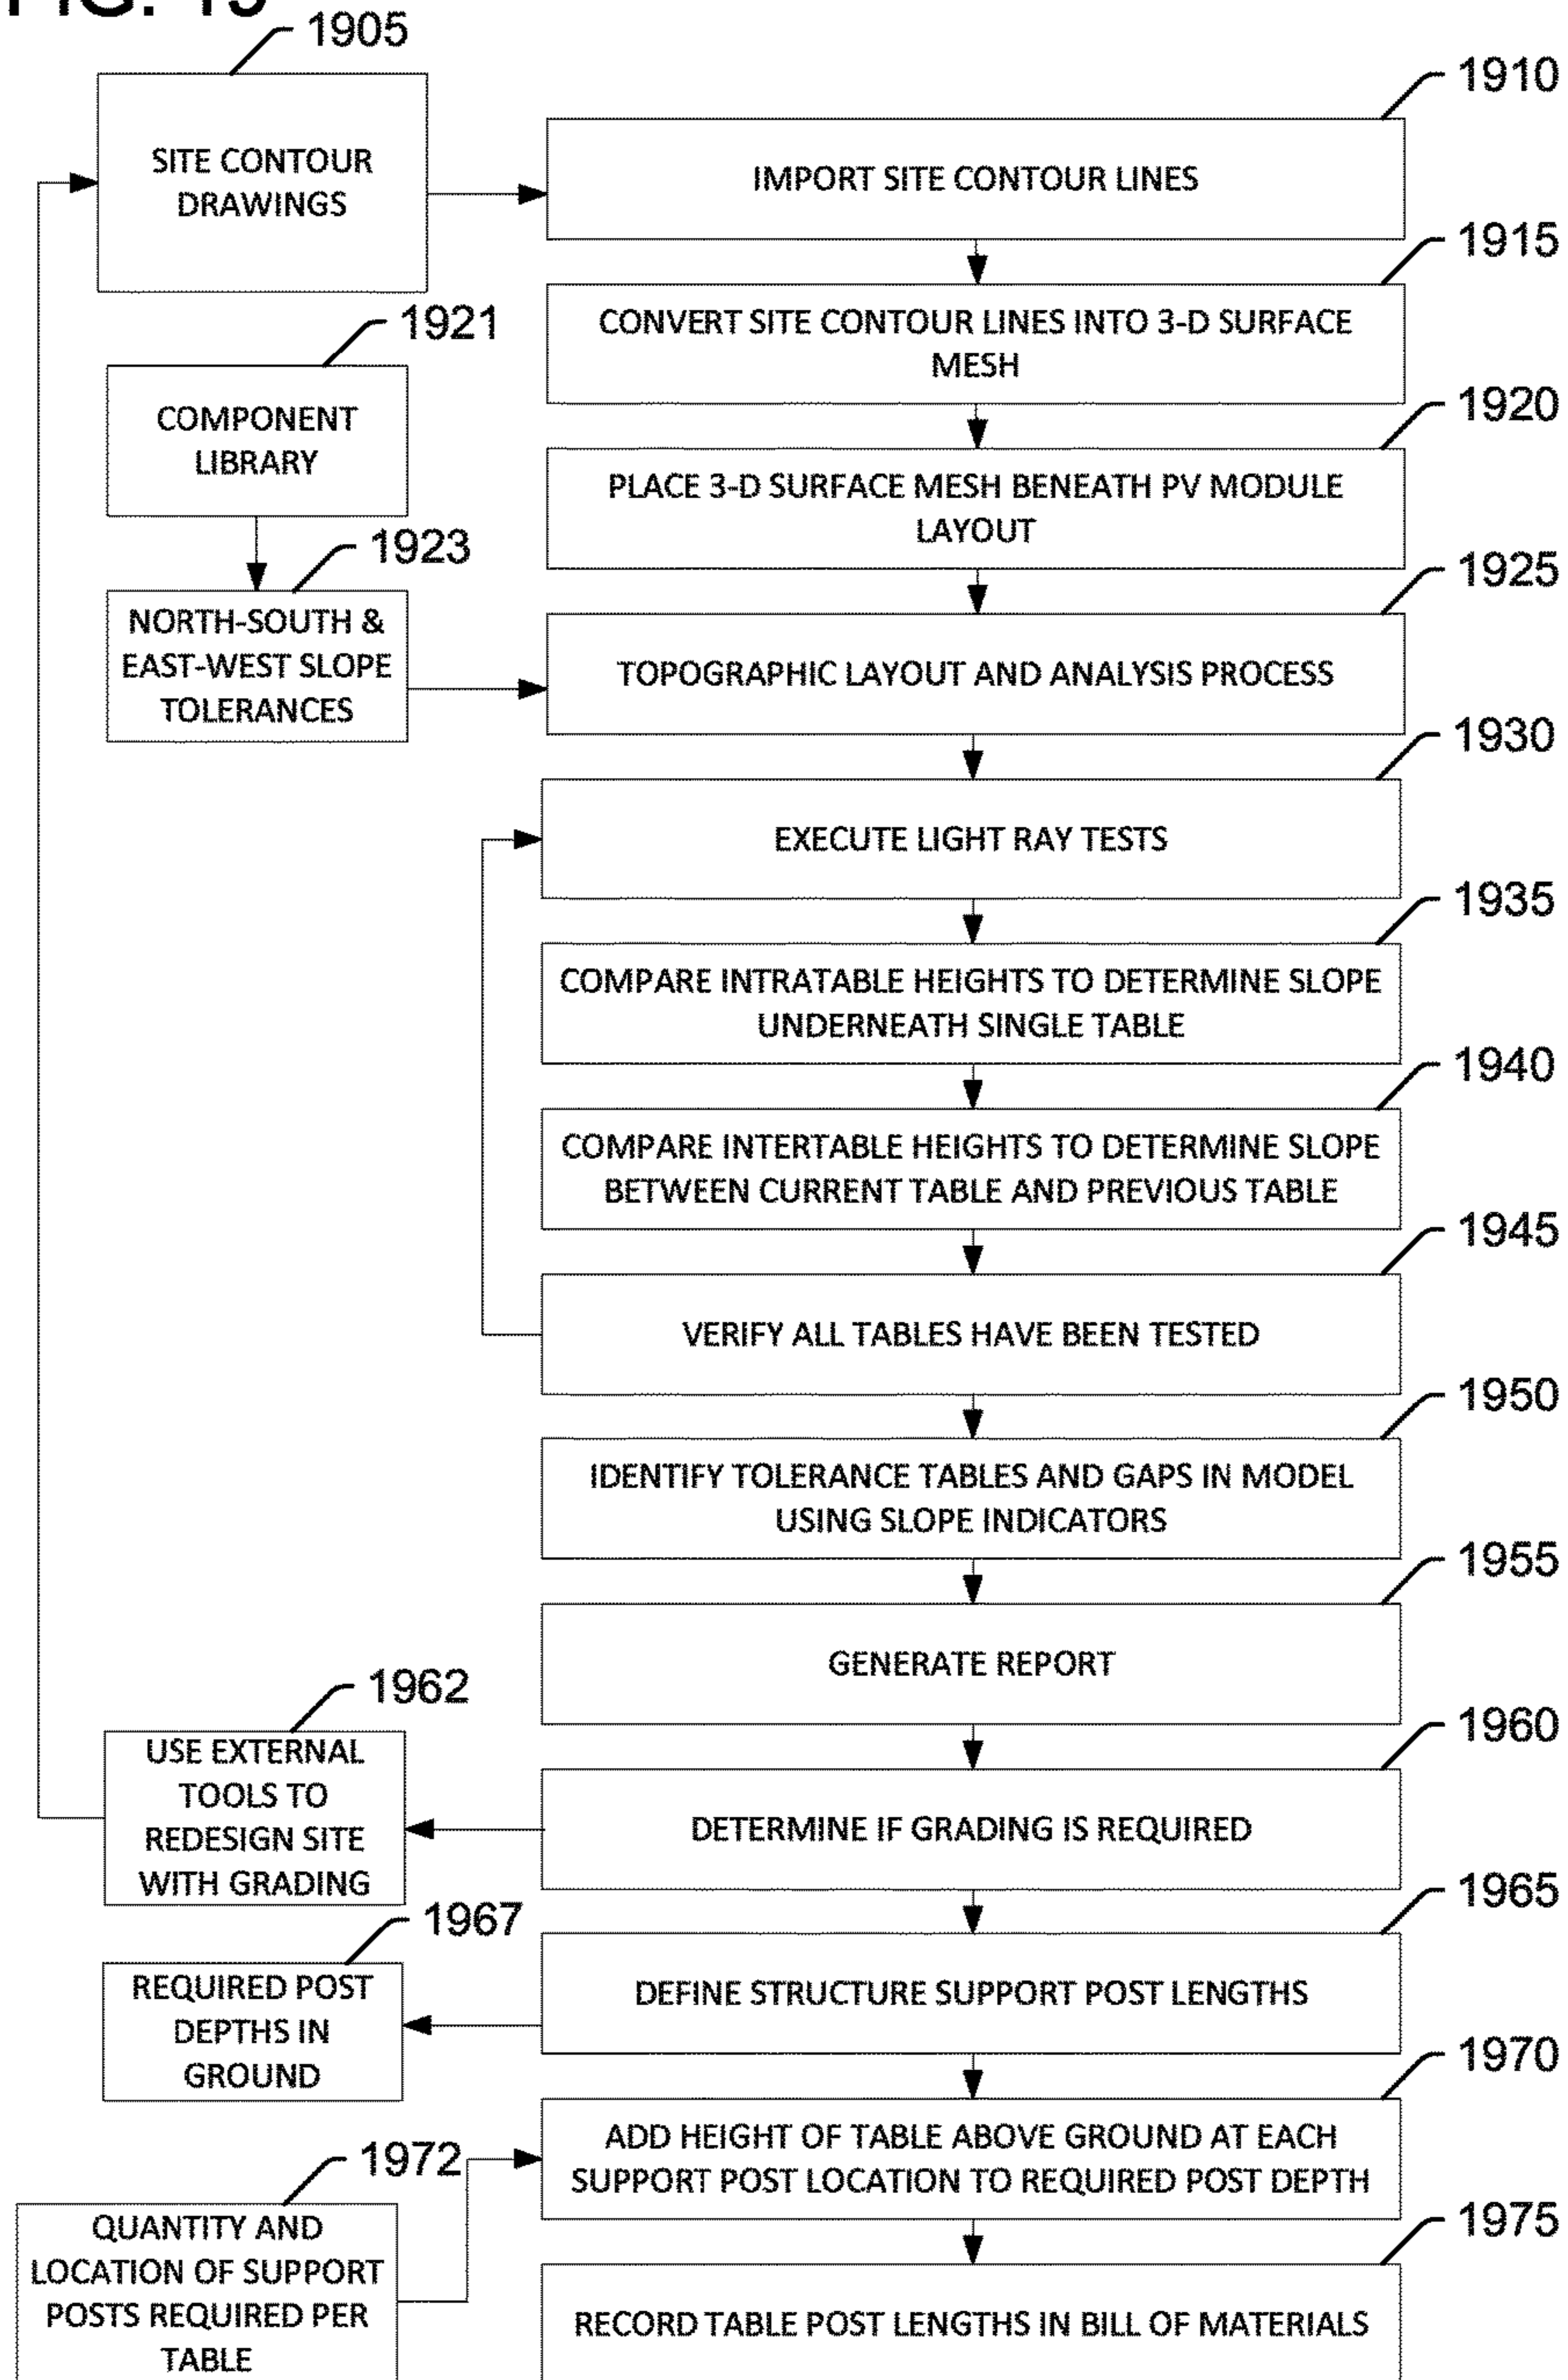 FIG. 19
1905
SITE CONTOUR
DRAWINGS
1910
IMPORT SITE CONTOUR LINES
1915
CONVERT SITE CONTOUR LINES INTO 3-D SURFACE
MESH
1921
COMPONENT
LIBRARY
1920
PLACE 3-D SURFACE MESH BENEATH PV MODULE
LAYOUT
1923
NORTH-SOUTH &
EAST-WEST SLOPE
TOLERANCES
1925
TOPOGRAPHIC LAYOUT AND ANALYSIS PROCESS
1930
EXECUTE LIGHT RAY TESTS
1935
COMPARE INTRATABLE HEIGHTS TO DETERMINE SLOPE
UNDERNEATH SINGLE TABLE
1940
COMPARE INTERTABLE HEIGHTS TO DETERMINE SLOPE
BETWEEN CURRENT TABLE AND PREVIOUS TABLE
1945
VERIFY ALL TABLES HAVE BEEN TESTED
1950
IDENTIFY TOLERANCE TABLES AND GAPS IN MODEL
USING SLOPE INDICATORS
1955
GENERATE REPORT
1960
DETERMINE IF GRADING IS REQUIRED
1962
USE EXTERNAL
TOOLS TO
REDESIGN SITE
WITH GRADING
1965
DEFINE STRUCTURE SUPPORT POST LENGTHS
1967
REQUIRED POST
DEPTHS IN
GROUND
1970
ADD HEIGHT OF TABLE ABOVE GROUND AT EACH
SUPPORT POST LOCATION TO REQUIRED POST DEPTH
1972
QUANTITY AND
LOCATION OF SUPPORT
POSTS REQUIRED PER
TABLE
1975
RECORD TABLE POST LENGTHS IN BILL OF MATERIALS